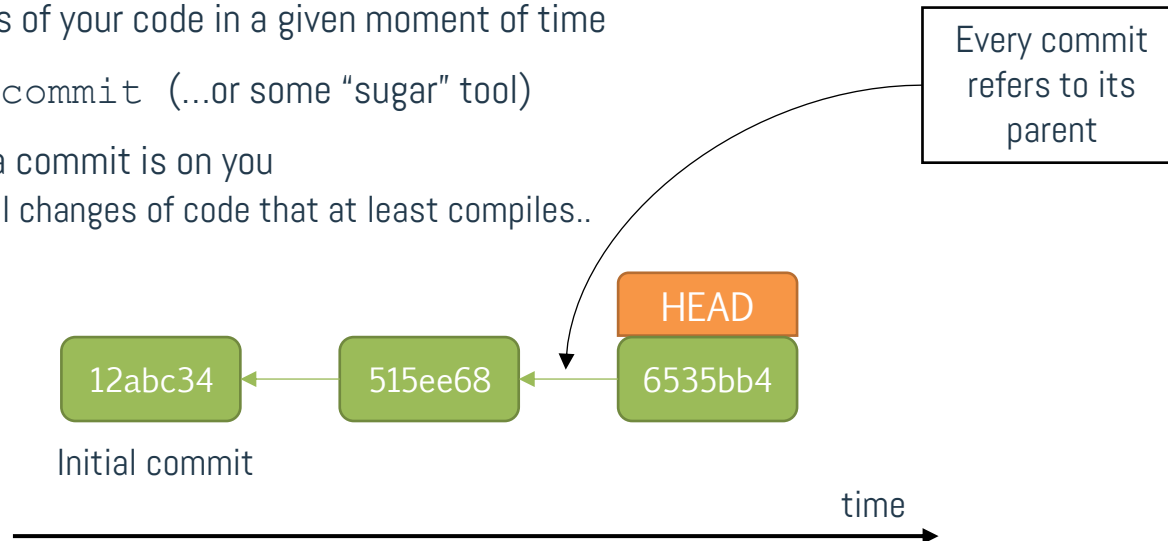 s of your code in a given moment of time
commit (...or some “sugar” tool)
a commit is on you
l changes of code that at least compiles..
Every commit
refers to its
parent
HEAD
12abc34
515ee68
6535bb4
Initial commit
time